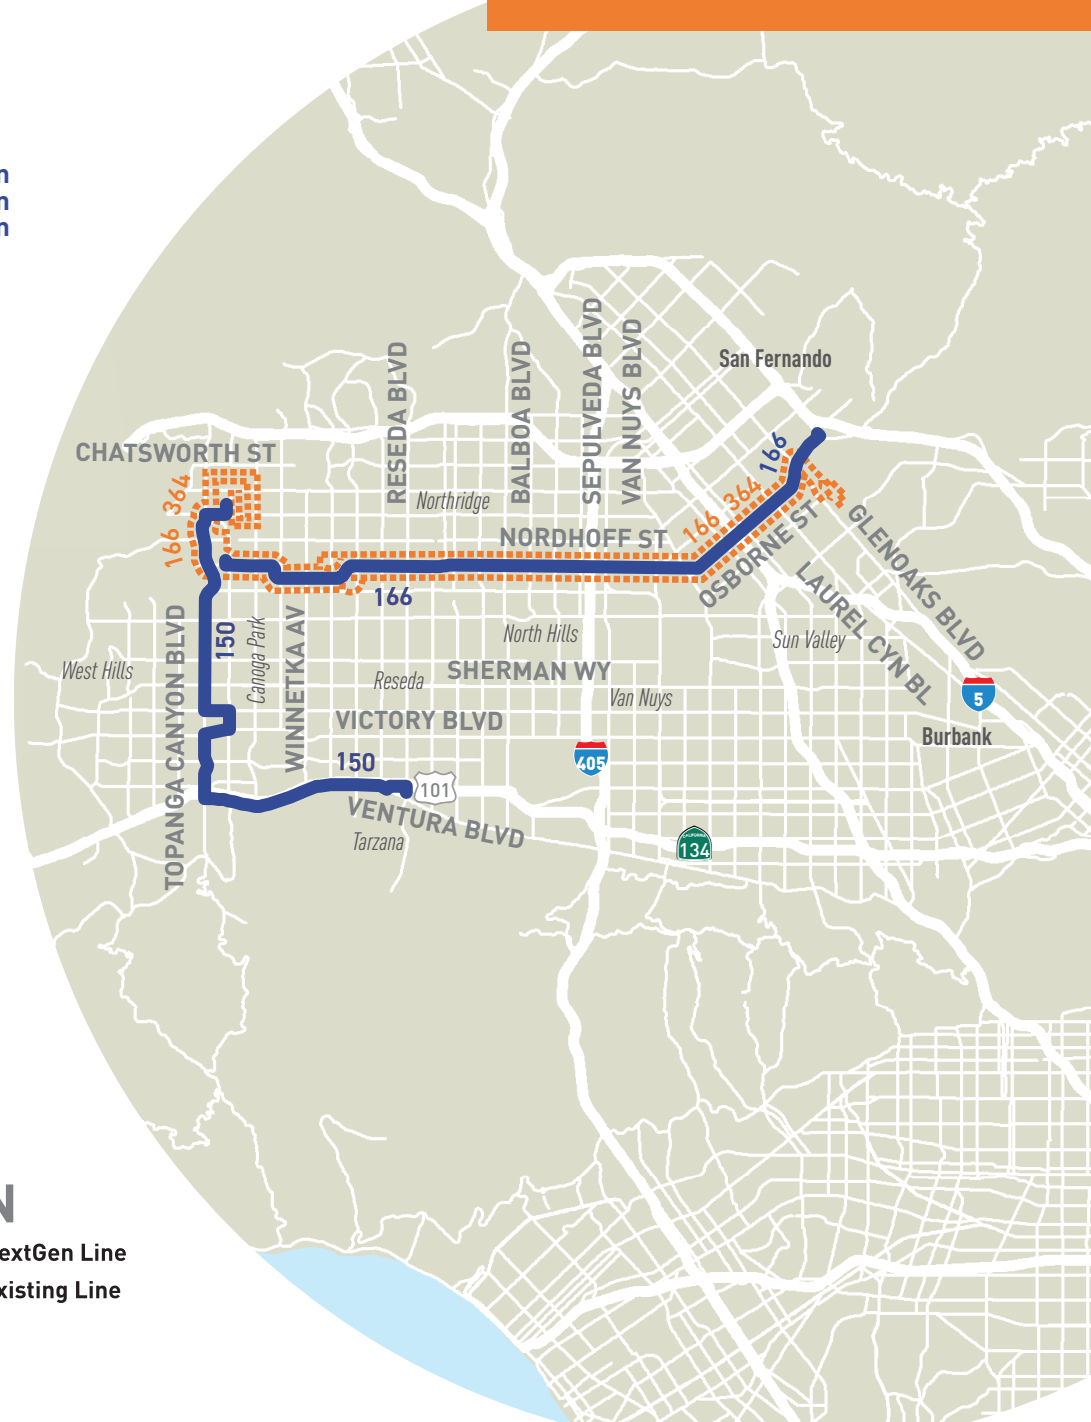 n
n
n
San Fernando
CHATSWORTH ST
RESEDA BLVD
BALBOA BLVD
SEPULVEDA BLVD
VAN NUYS BLVD
166
166 364
Northridge
166 364
NORDHOFF ST
OSBORNE ST
GLENOAKS BLVD
LAUREL CYN BL
166
150
TOPANGA CANYON BLVD
Canoga Park
WINNETKA AV
North Hills
Sun Valley
West Hills
Reseda
SHERMAN WY
Van Nuys
5
VICTORY BLVD
Burbank
150
405
101
VENTURA BLVD
Tarzana
CALIFORNIA
134
N
extGen Line
xisting Line